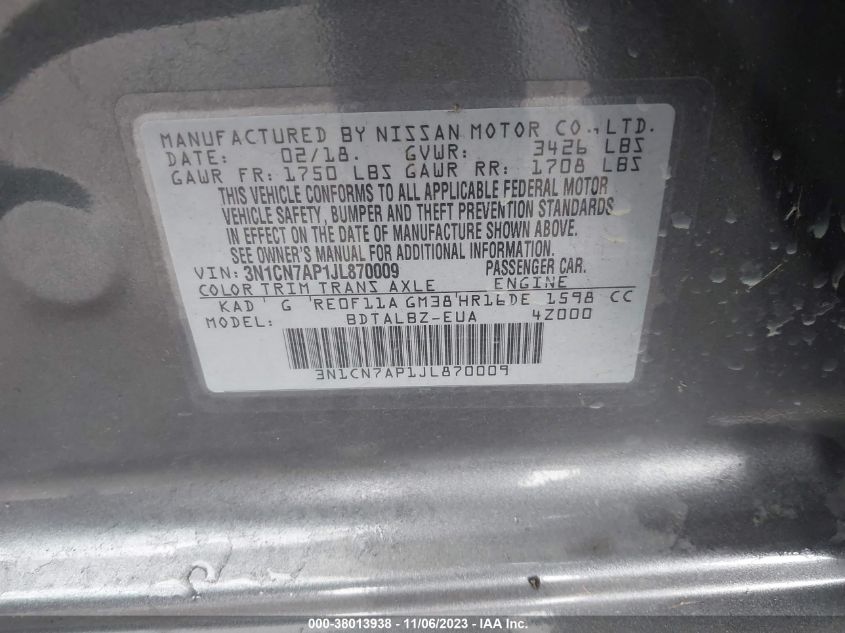 MANUFACTURED BY NISSAN MOTOR CO., LTD.
DATE: 02/18. GVWR: 3426 LBS
GAWR FR: 1750 LBS GAWR RR: 1708 LBS
THIS VEHICLE CONFORMS TO ALL APPLICABLE FEDERAL MOTOR
VEHICLE SAFETY, BUMPER AND THEFT PREVENTION STANDARDS
IN EFFECT ON THE DATE OF MANUFACTURE SHOWN ABOVE.
SEE OWNER'S MANUAL FOR ADDITIONAL INFORMATION.
VIN: 3N1CN7AP1JL870009 PASSENGER CAR.
COLOR TRIM TRANS AXLE ENGINE
KAD ' G 'RE0F11A GM38'HR16DE 1598 CC
MODEL: BDTALBZ-EUA 4Z000
3N1CN7AP1JL870009
000-38013938 - 11/06/2023 - IAA Inc.